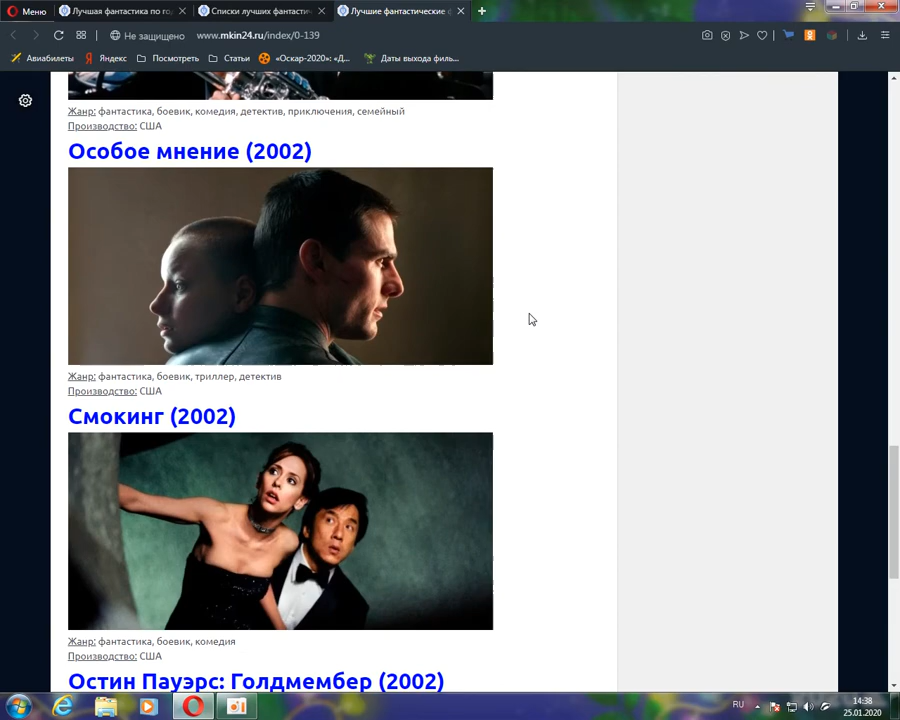 Меню
Лучшая фантастика по го
Списки лучших фантасти
Лучшие фантастические ф
Не защищено www.mkin24.ru/index/0-139
Авиабилеты Яндекс Посмотреть Статьи «Оскар-2020»: «Д... Даты выхода филь...
Жанр: фантастика, боевик, комедия, детектив, приключения, семейный
Производство: США
Особое мнение (2002)
Жанр: фантастика, боевик, триллер, детектив
Производство: США
Смокинг (2002)
Жанр: фантастика, боевик, комедия
Производство: США
Остин Пауэрс: Голдмембер (2002)
RU
14:38
25.01.2020